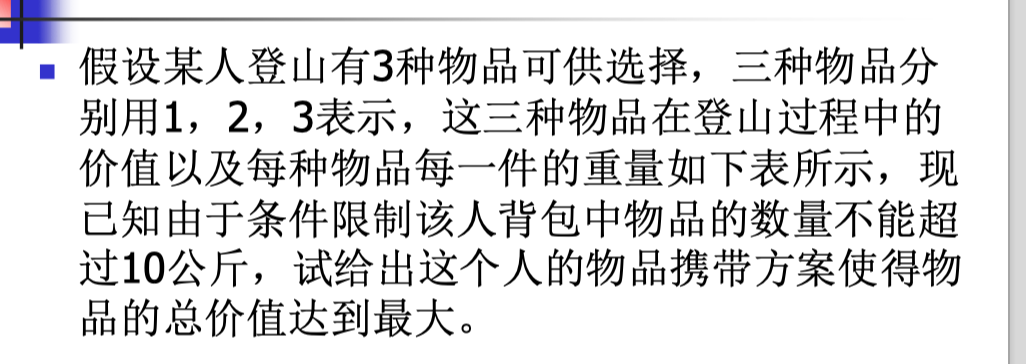 假设某人登山有3种物品可供选择，三种物品分
别用1，2，3表示，这三种物品在登山过程中的
价值以及每种物品每一件的重量如下表所示，现
已知由于条件限制该人背包中物品的数量不能超
过10公斤，试给出这个人的物品携带方案使得物
品的总价值达到最大。